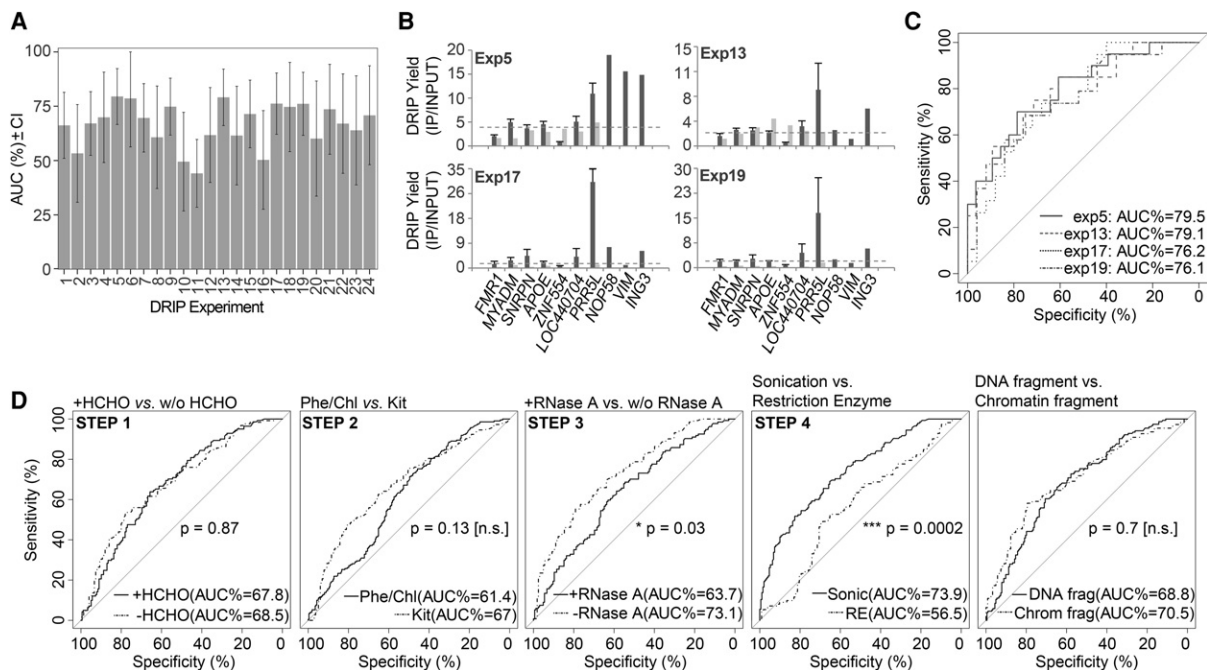 A
100
75
50
25
0
AUC (%)± CI
1 2 3 4 5 6 7 8 9 10 11 12 13 14 15 16 17 18 19 20 21 22 23 24
DRIP Experiment
B
Exp5
20
16
12
8
4
0
DRIP Yield
(IP/INPUT)
Exp13
15
11
6
2
0
Exp17
35
26
18
9
0
DRIP Yield
(IP/INPUT)
Exp19
30
23
15
8
0
FMR1
MYADM
SNRPN
APOE
ZNF554
LOC440704
PRR5L
NOP58
VIM
ING3
FMR1
MYADM
SNRPN
APOE
ZNF554
LOC440704
PRR5L
NOP58
VIM
ING3
C
100
80
60
40
20
0
Sensitivity (%)
exp5: AUC%=79.5
exp13: AUC%=79.1
exp17: AUC%=76.2
exp19: AUC%=76.1
100 80 60 40 20 0
Specificity (%)
D
+HCHO vs. w/o HCHO
STEP 1
100
80
60
40
20
0
Sensitivity (%)
p = 0.87
+HCHO(AUC%=67.8)
-HCHO(AUC%=68.5)
100 80 60 40 20 0
Specificity (%)
Phe/Chl vs. Kit
STEP 2
p = 0.13 [n.s.]
Phe/Chl(AUC%=61.4)
Kit(AUC%=67)
100 80 60 40 20 0
Specificity (%)
+RNase A vs. w/o RNase A
STEP 3
* p = 0.03
+RNase A(AUC%=63.7)
-RNase A(AUC%=73.1)
100 80 60 40 20 0
Specificity (%)
Sonication vs.
Restriction Enzyme
STEP 4
*** p = 0.0002
Sonic(AUC%=73.9)
RE(AUC%=56.5)
100 80 60 40 20 0
Specificity (%)
DNA fragment vs.
Chromatin fragment
p = 0.7 [n.s.]
DNA frag(AUC%=68.8)
Chrom frag(AUC%=70.5)
100 80 60 40 20 0
Specificity (%)